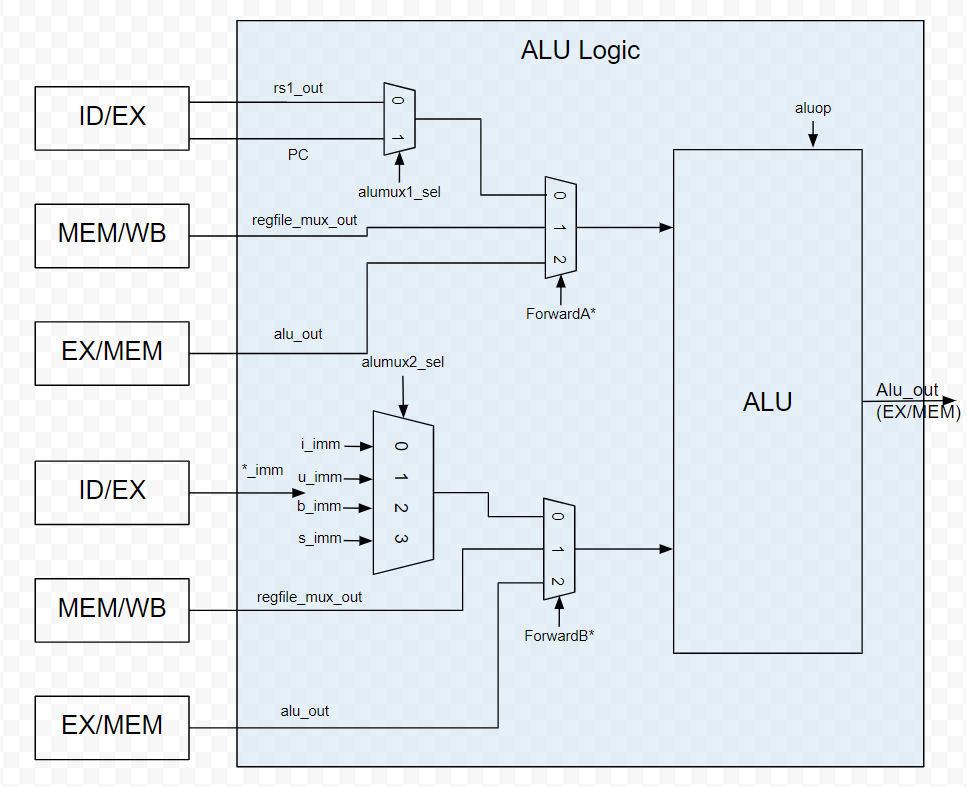 ALU Logic
ID/EX
rs1_out
0
1
PC
alumux1_sel
aluop
MEM/WB
regfile_mux_out
0
1
2
ForwardA*
EX/MEM
alu_out
alumux2_sel
ALU
Alu_out
(EX/MEM)
ID/EX
*_imm
i_imm
u_imm
b_imm
s_imm
0
1
2
3
0
1
2
ForwardB*
MEM/WB
regfile_mux_out
EX/MEM
alu_out